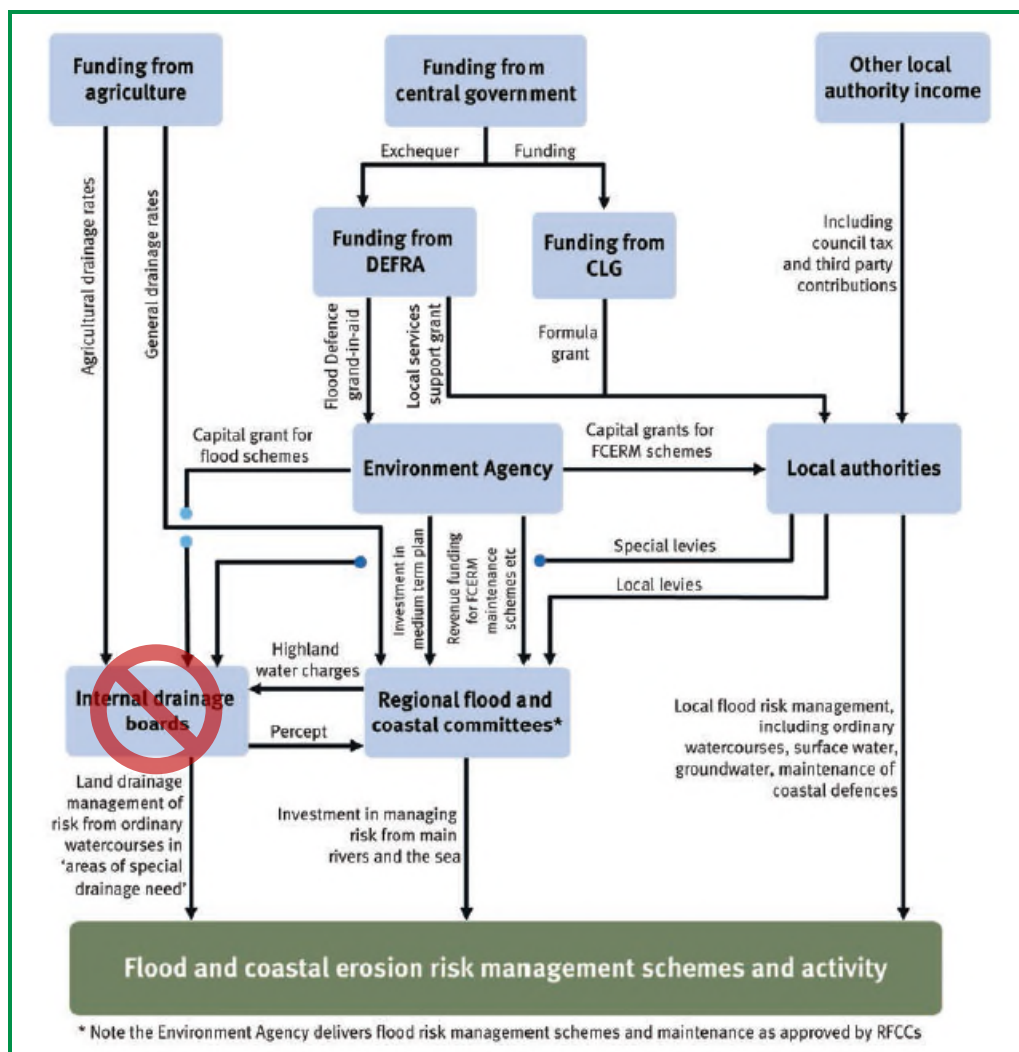 Funding from
agriculture
Funding from
central government
Other local
authority income
Exchequer
Funding
Agricultural drainage rates
General drainage rates
Funding from
DEFRA
Funding from
CLG
Including
council tax
and third party
contributions
Flood Defence
grand-in-aid
Local services
support grant
Formula
grant
Capital grant for
flood schemes
Environment Agency
Capital grants for
FCERM schemes
Local authorities
Investment in
medium term plan
Revenue funding
for FCERM
maintenance
schemes etc
Special levies
Local levies
Highland
water charges
Internal drainage
boards
Regional flood and
coastal committees*
Percept
Land drainage
management of
risk from ordinary
watercourses in
‘areas of special
drainage need’
Investment in managing
risk from main
rivers and the sea
Local flood risk management,
including ordinary
watercourses, surface water,
groundwater, maintenance of
coastal defences
Flood and coastal erosion risk management schemes and activity
* Note the Environment Agency delivers flood risk management schemes and maintenance as approved by RFCCs